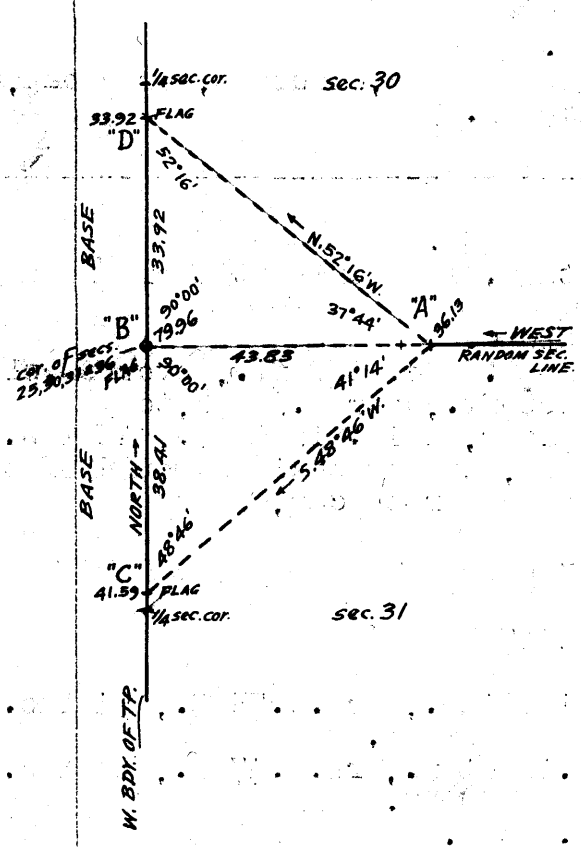 1/4 sec. cor.
sec. 30
33.92 FLAG
"D"
52°16'
BASE
33.92
N. 52°16' W.
90°00'
"B" 79.96
37°44'
"A"
36.13
WEST
cor. of secs.
25, 30, 31 & 36
FLAG
43.83
RANDOM SEC.
LINE.
90°00'
41°14'
BASE
NORTH
38.41
S. 48°46' W.
48°46'
"C"
41.59 FLAG
1/4 sec. cor.
sec. 31
W. BDY. OF TP.